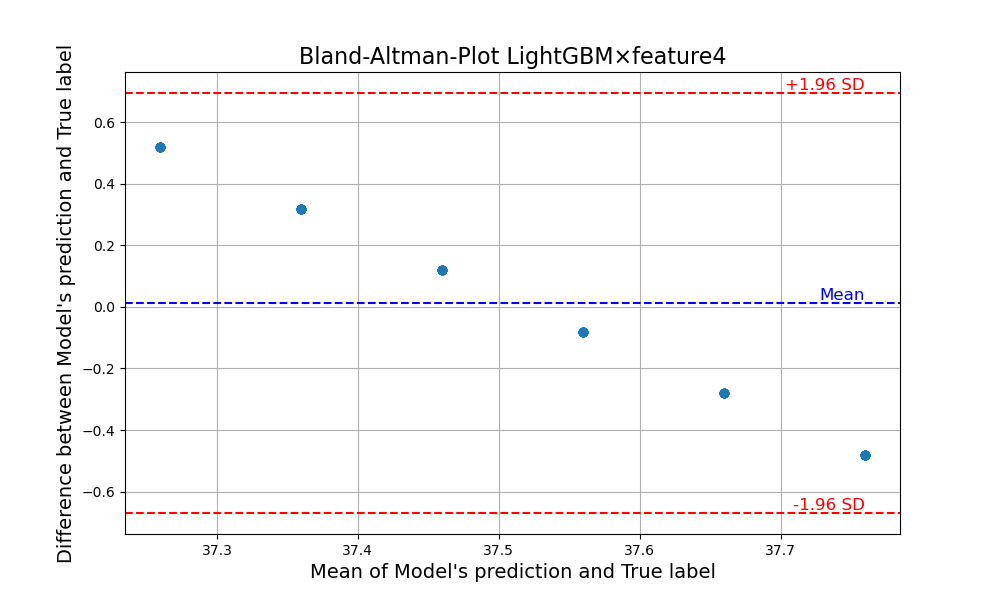 Bland-Altman-Plot LightGBM×feature4
Difference between Model's prediction and True label
+1.96 SD
0.6
0.4
0.2
Mean
0.0
−0.2
−0.4
−0.6
-1.96 SD
37.3 37.4 37.5 37.6 37.7
Mean of Model's prediction and True label